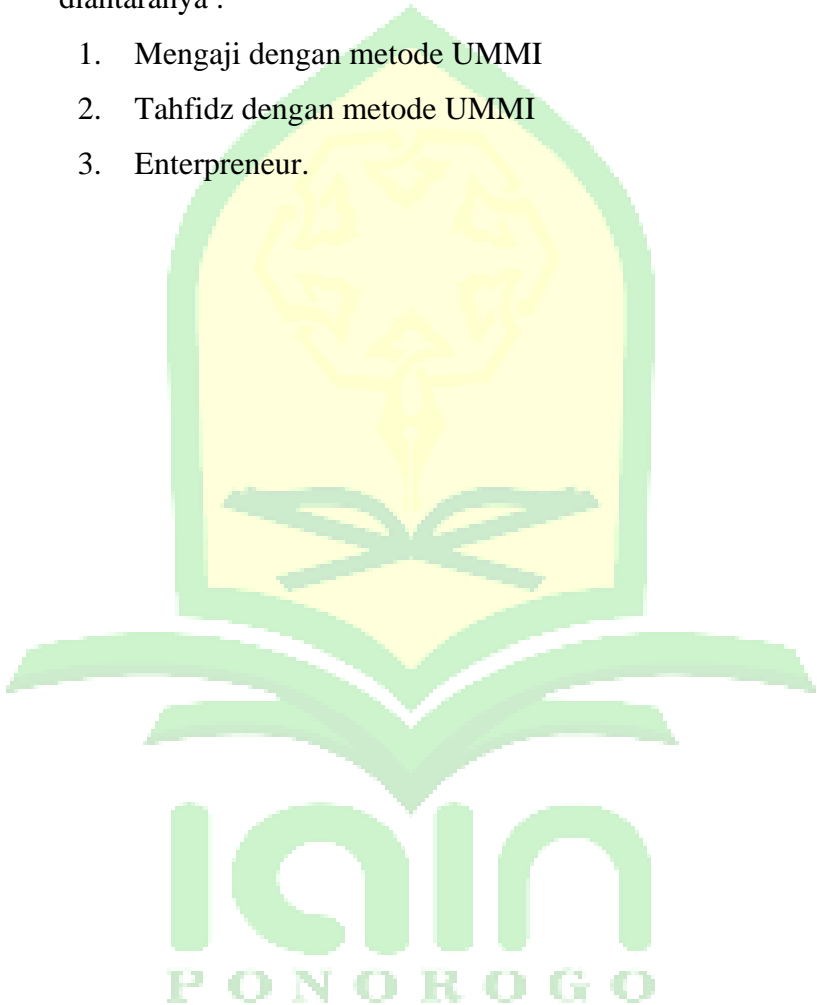 diantaranya :
1. Mengaji dengan metode UMMI
2. Tahfidz dengan metode UMMI
3. Enterpreneur.
iain
PONOROGO